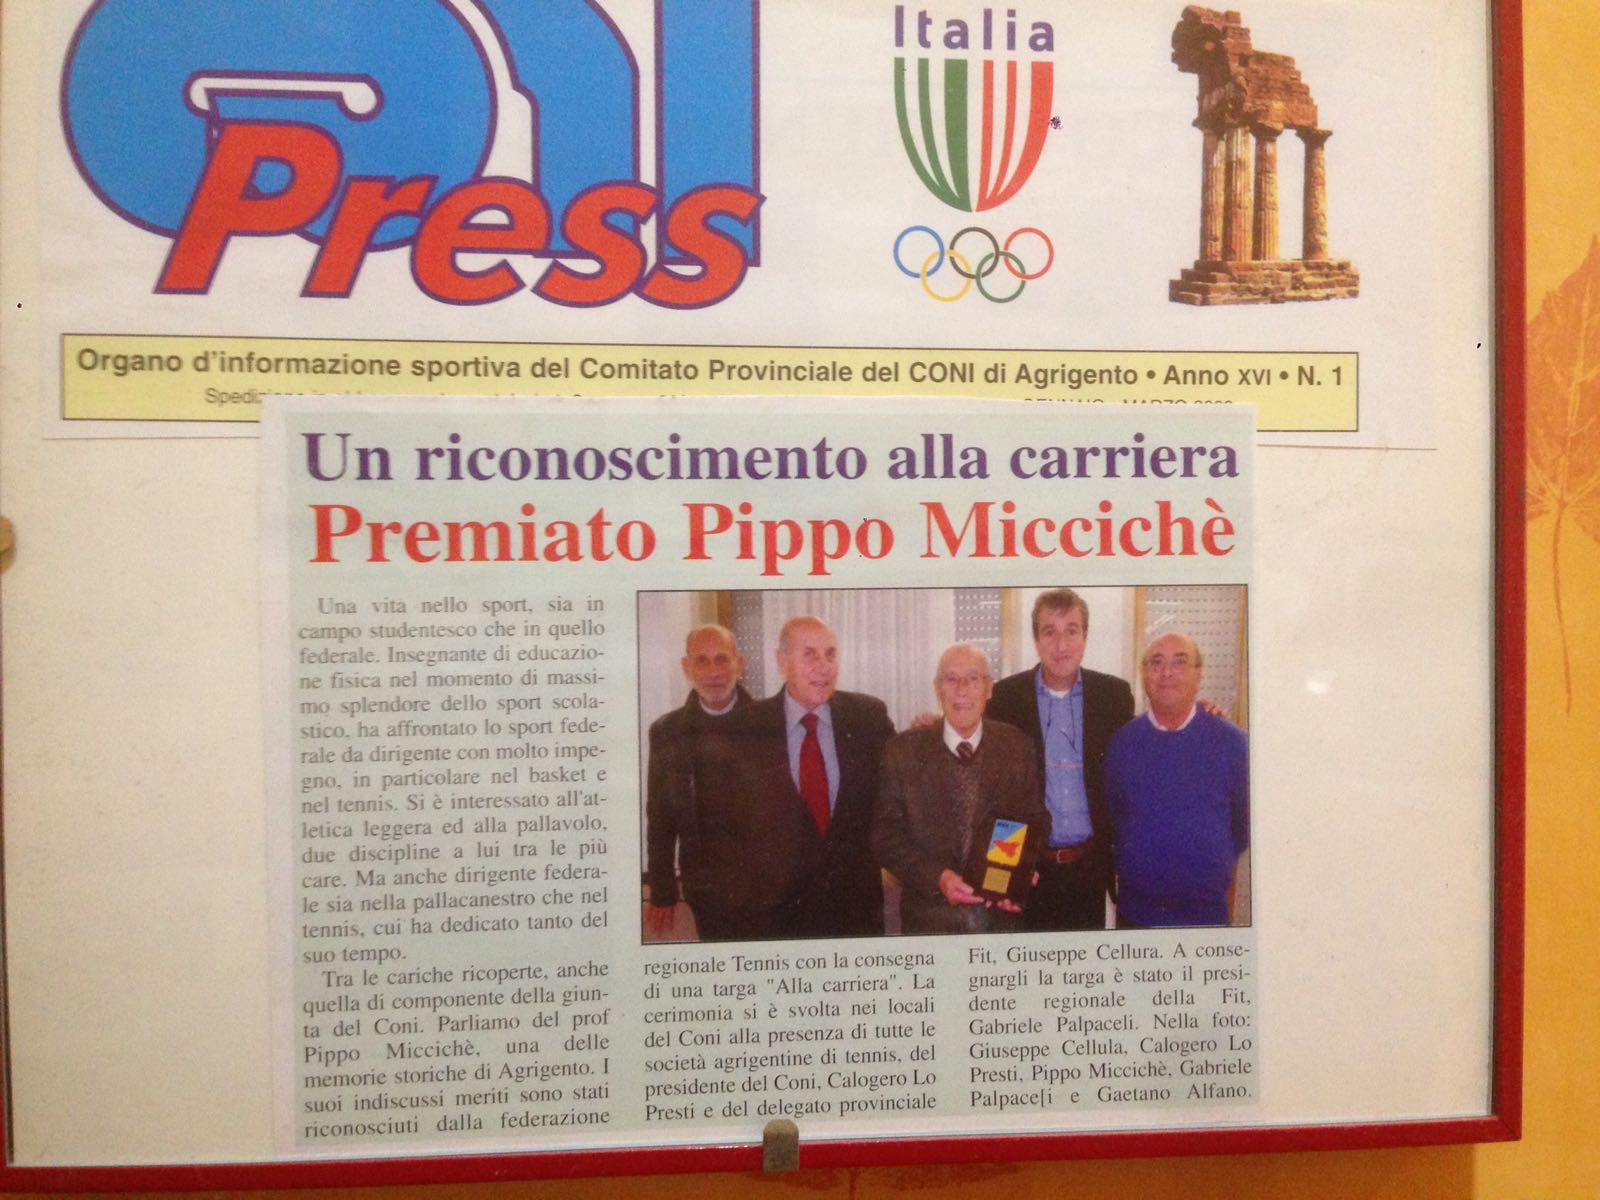 Press
Italia
Organo d'informazione sportiva del Comitato Provinciale del CONI di Agrigento • Anno XVI • N. 1
Un riconoscimento alla carriera
Premiato Pippo Miccichè
Una vita nello sport, sia in
campo studentesco che in quello
federale. Insegnante di educazio-
ne fisica nel momento di massi-
mo splendore dello sport scola-
stico, ha affrontato lo sport fede-
rale da dirigente con molto impe-
gno, in particolare nel basket e
nel tennis. Si è interessato all'at-
letica leggera ed alla pallavolo,
due discipline a lui tra le più
care. Ma anche dirigente federa-
le sia nella pallacanestro che nel
tennis, cui ha dedicato tanto del
suo tempo.
Tra le cariche ricoperte, anche
quella di componente della giun-
ta del Coni. Parliamo del prof
Pippo Miccichè, una delle
memorie storiche di Agrigento. I
suoi indiscussi meriti sono stati
riconosciuti dalla federazione
regionale Tennis con la consegna
di una targa "Alla carriera". La
cerimonia si è svolta nei locali
del Coni alla presenza di tutte le
società agrigentine di tennis, del
presidente del Coni, Calogero Lo
Presti e del delegato provinciale
Fit, Giuseppe Cellura. A conse-
gnargli la targa è stato il presi-
dente regionale della Fit,
Gabriele Palpaceli. Nella foto:
Giuseppe Cellula, Calogero Lo
Presti, Pippo Miccichè, Gabriele
Palpace[i e Gaetano Alfano.